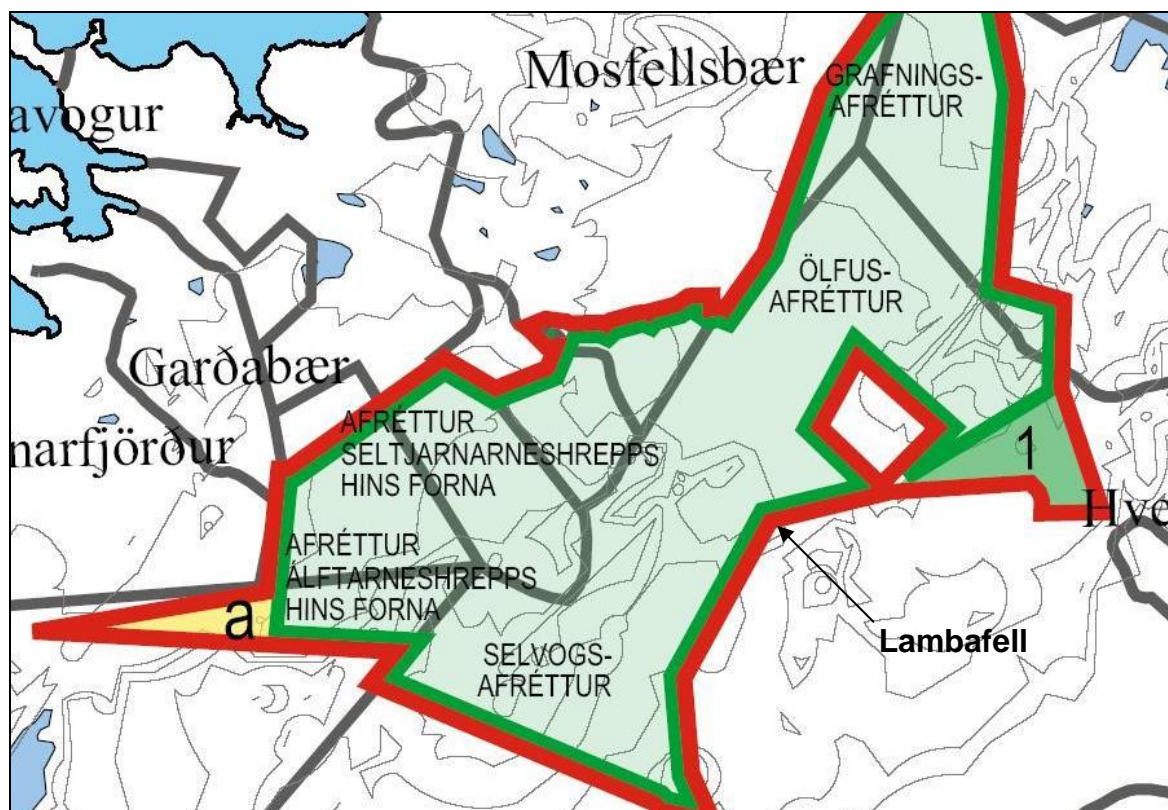 Mosfellsbær
GRAFNINGS-
AFRÉTTUR
avogur
ÖLFUS-
AFRÉTTUR
Garðabær
AFRÉTTUR
SELTJARNARNESHREPPS
HINS FORNA
narfjörður
1
Hve
AFRÉTTUR
ÁLFTARNESHREPPS
HINS FORNA
a
Lambafell
SELVOGS-
AFRÉTTUR